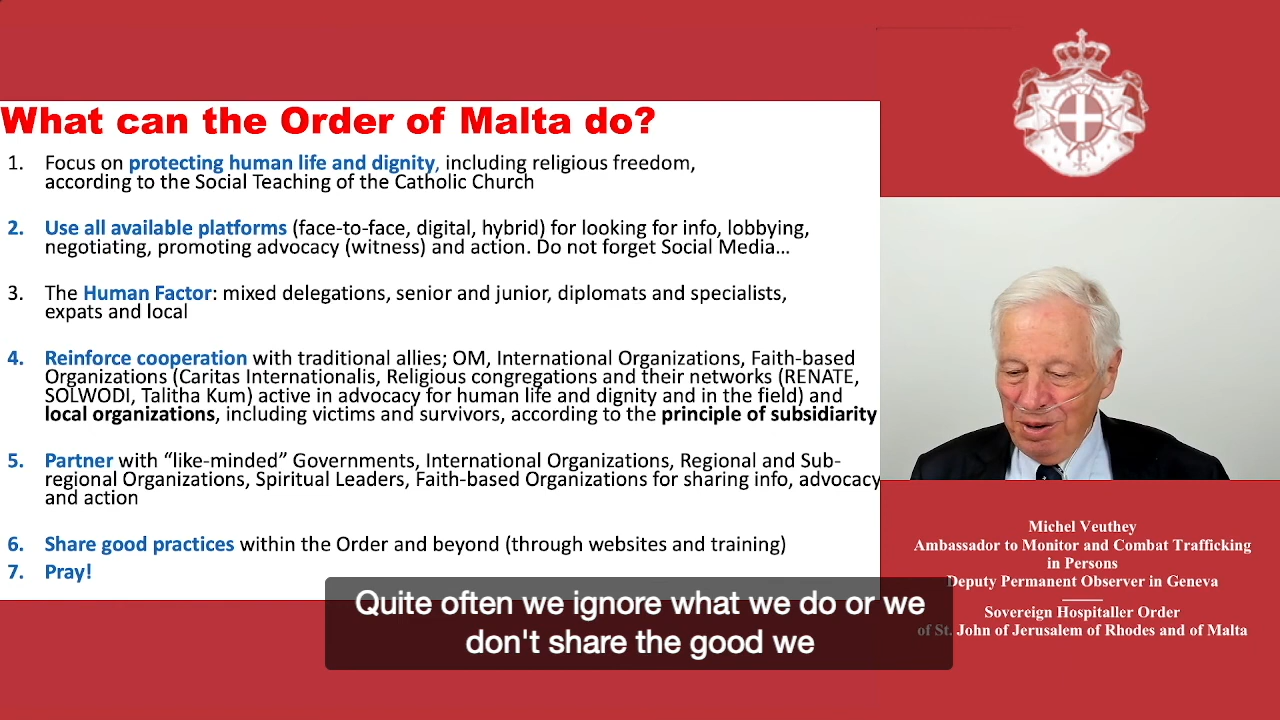 What can the Order of Malta do?
1. Focus on protecting human life and dignity, including religious freedom,
according to the Social Teaching of the Catholic Church
2. Use all available platforms (face-to-face, digital, hybrid) for looking for info, lobbying,
negotiating, promoting advocacy (witness) and action. Do not forget Social Media…
3. The Human Factor: mixed delegations, senior and junior, diplomats and specialists,
expats and local
4. Reinforce cooperation with traditional allies; OM, International Organizations, Faith-based
Organizations (Caritas Internationalis, Religious congregations and their networks (RENATE,
SOLWODI, Talitha Kum) active in advocacy for human life and dignity and in the field) and
local organizations, including victims and survivors, according to the principle of subsidiarity
5. Partner with “like-minded” Governments, International Organizations, Regional and Sub-
regional Organizations, Spiritual Leaders, Faith-based Organizations for sharing info, advocacy
and action
6. Share good practices within the Order and beyond (through websites and training)
7. Pray!
Michel Veuthey
Ambassador to Monitor and Combat Trafficking
in Persons
Deputy Permanent Observer in Geneva
Sovereign Hospitaller Order
of St. John of Jerusalem of Rhodes and of Malta
Quite often we ignore what we do or we
don't share the good we